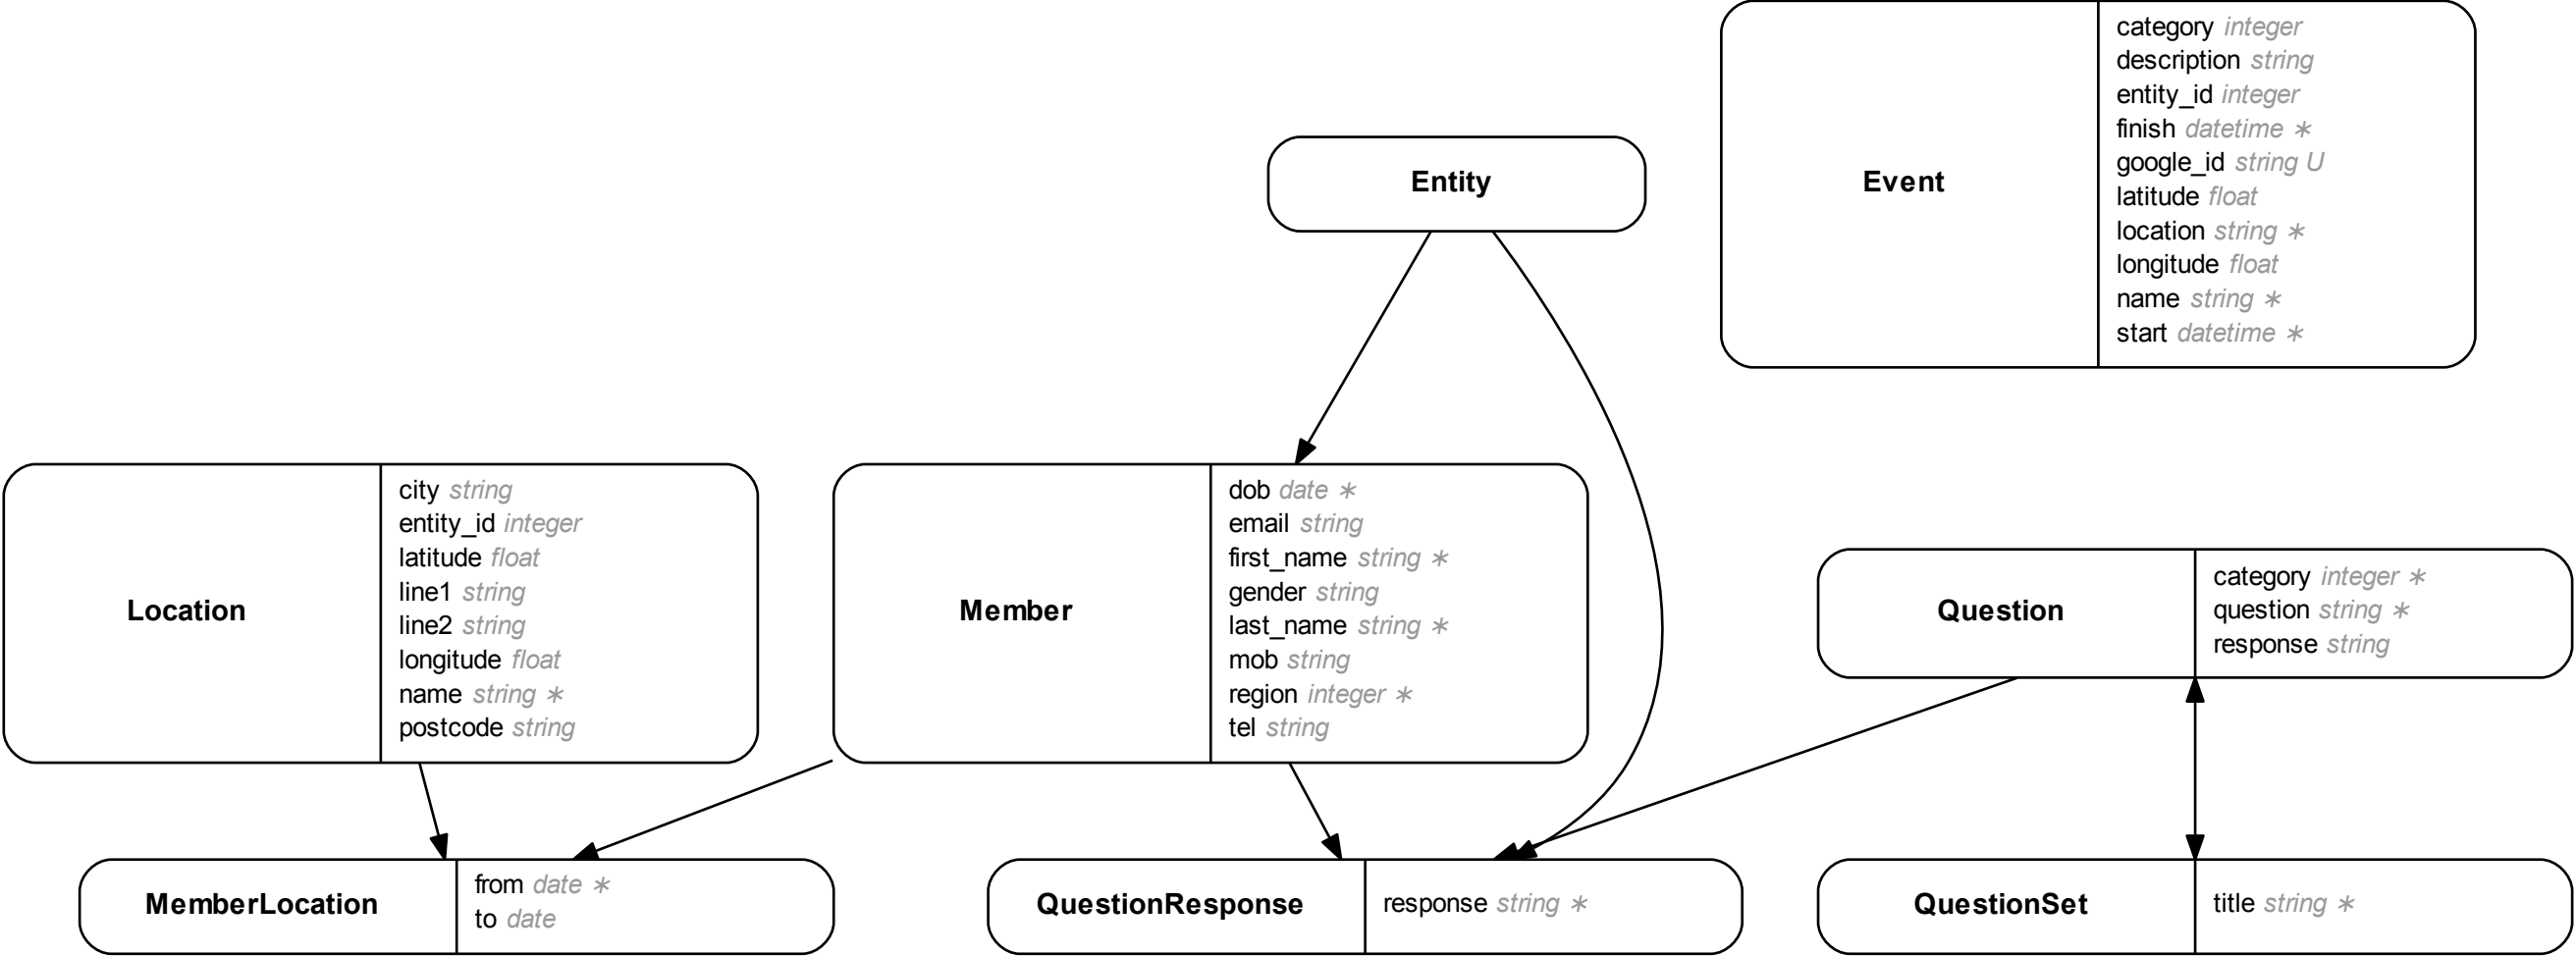 Event
category integer
description string
entity_id integer
finish datetime ∗
google_id string U
latitude float
location string ∗
longitude float
name string ∗
start datetime ∗
Entity
Location
city string
entity_id integer
latitude float
line1 string
line2 string
longitude float
name string ∗
postcode string
Member
dob date ∗
email string
first_name string ∗
gender string
last_name string ∗
mob string
region integer ∗
tel string
Question
category integer ∗
question string ∗
response string
MemberLocation
from date ∗
to date
QuestionResponse
response string ∗
QuestionSet
title string ∗